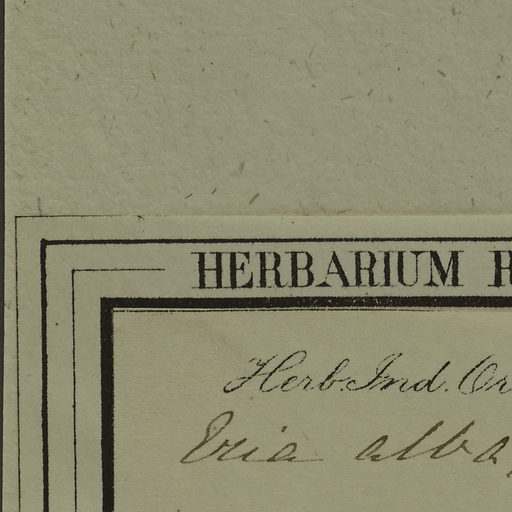 HERBARIUM R
Herb. Ind. Or
Eria alba,